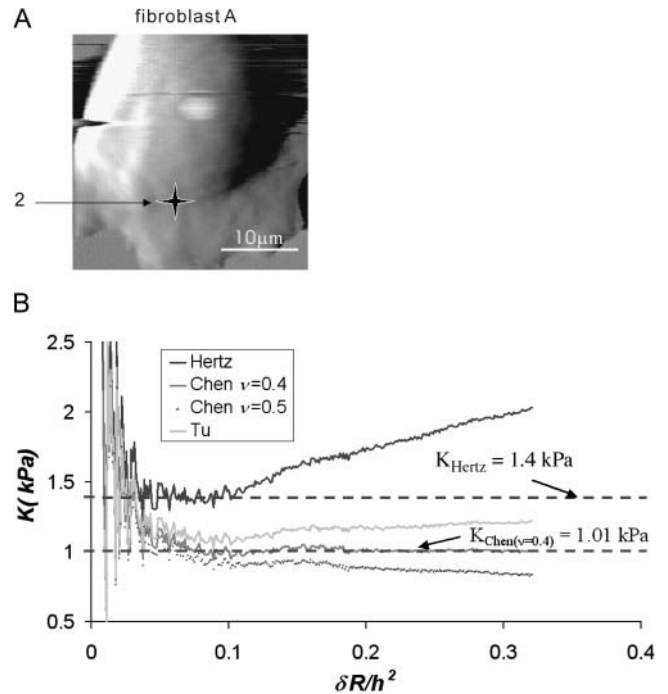 A
fibroblast A
2
10μm
B
2.5
2
1.5
1
0.5
K( kPa)
Hertz
Chen ν=0.4
Chen ν=0.5
Tu
K_Hertz = 1.4 kPa
K_Chen(ν=0.4) = 1.01 kPa
0
0.1
0.2
0.3
0.4
δR/h²